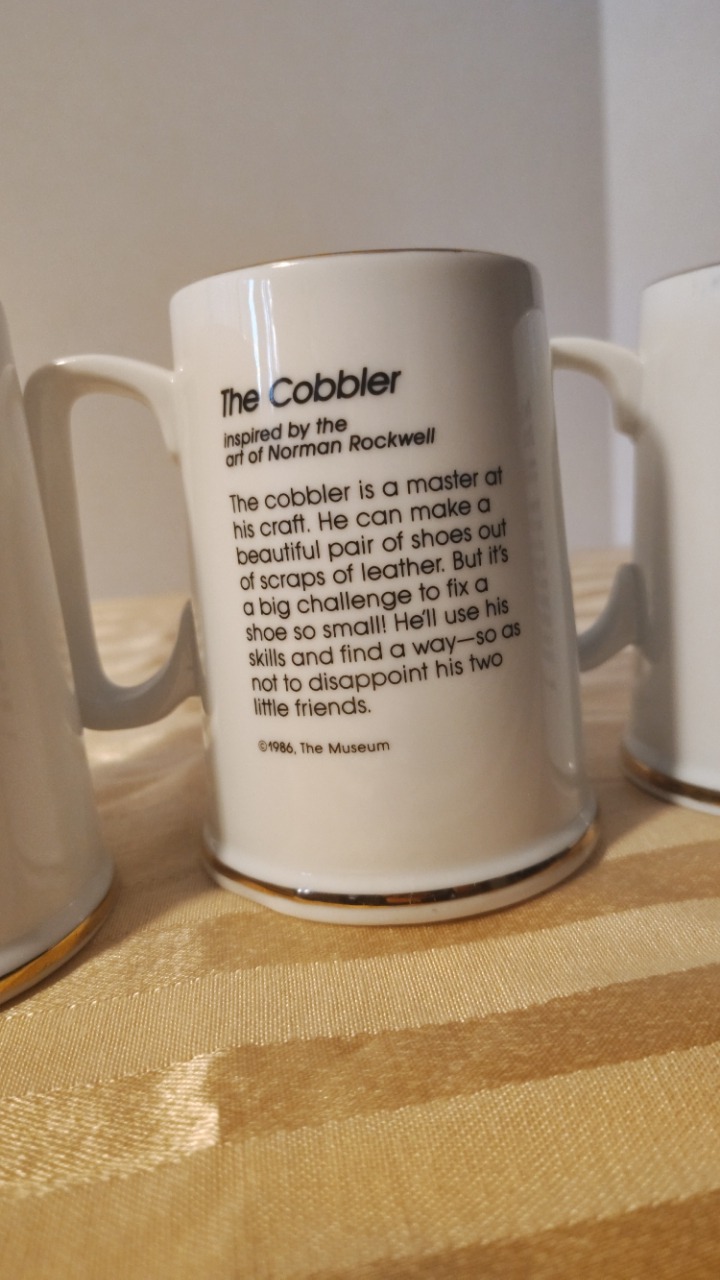 The Cobbler
inspired by the
art of Norman Rockwell
The cobbler is a master at
his craft. He can make a
beautiful pair of shoes out
of scraps of leather. But it's
a big challenge to fix a
shoe so small! He'll use his
skills and find a way—so as
not to disappoint his two
little friends.
©1986, The Museum